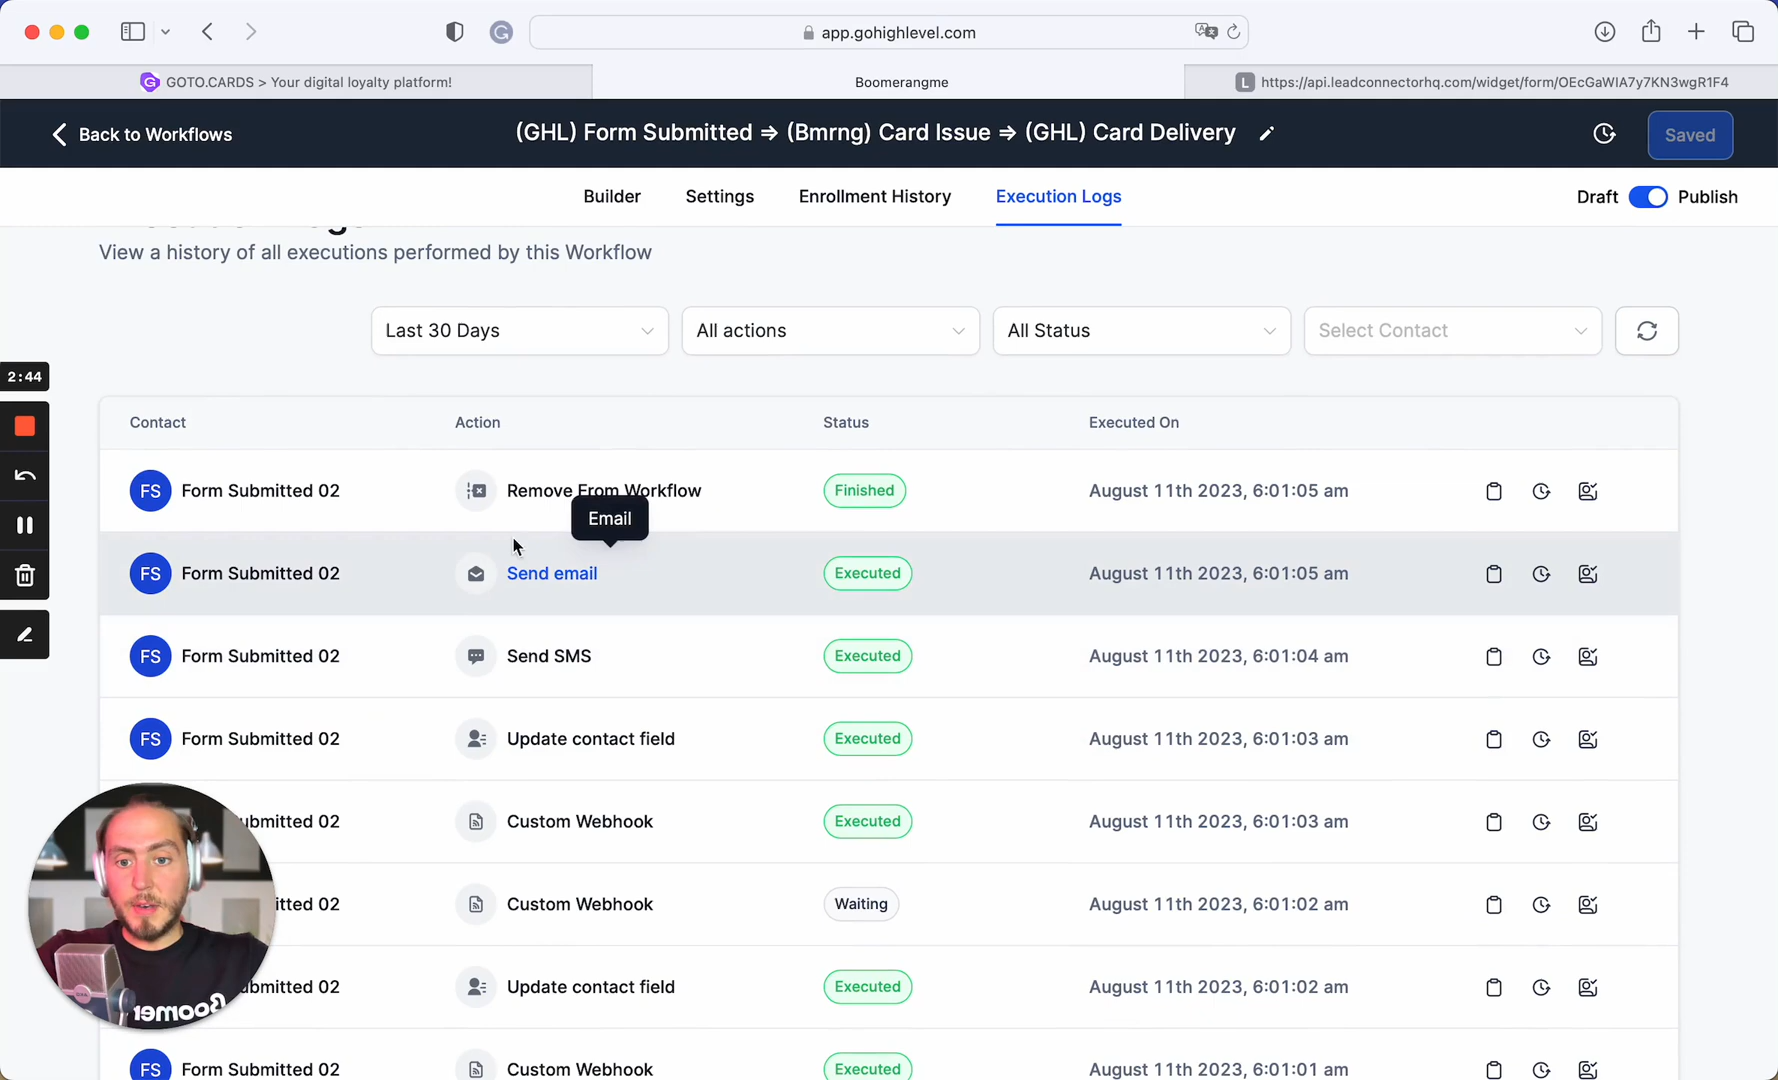 app.gohighlevel.com
GOTO.CARDS > Your digital loyalty platform!
Boomerangme
L https://api.leadconnectorhq.com/widget/form/OEcGaWIA7y7KN3wgR1F4
Back to Workflows
(GHL) Form Submitted => (Bmrng) Card Issue => (GHL) Card Delivery
Saved
Builder Settings Enrollment History Execution Logs
Draft Publish
View a history of all executions performed by this Workflow
Last 30 Days All actions All Status Select Contact
2:44
Contact Action Status Executed On
FS Form Submitted 02 Remove From Workflow Finished August 11th 2023, 6:01:05 am
Email
FS Form Submitted 02 Send email Executed August 11th 2023, 6:01:05 am
FS Form Submitted 02 Send SMS Executed August 11th 2023, 6:01:04 am
FS Form Submitted 02 Update contact field Executed August 11th 2023, 6:01:03 am
ubmitted 02 Custom Webhook Executed August 11th 2023, 6:01:03 am
itted 02 Custom Webhook Waiting August 11th 2023, 6:01:02 am
ubmitted 02 Update contact field Executed August 11th 2023, 6:01:02 am
FS Form Submitted 02 Custom Webhook Executed August 11th 2023, 6:01:01 am